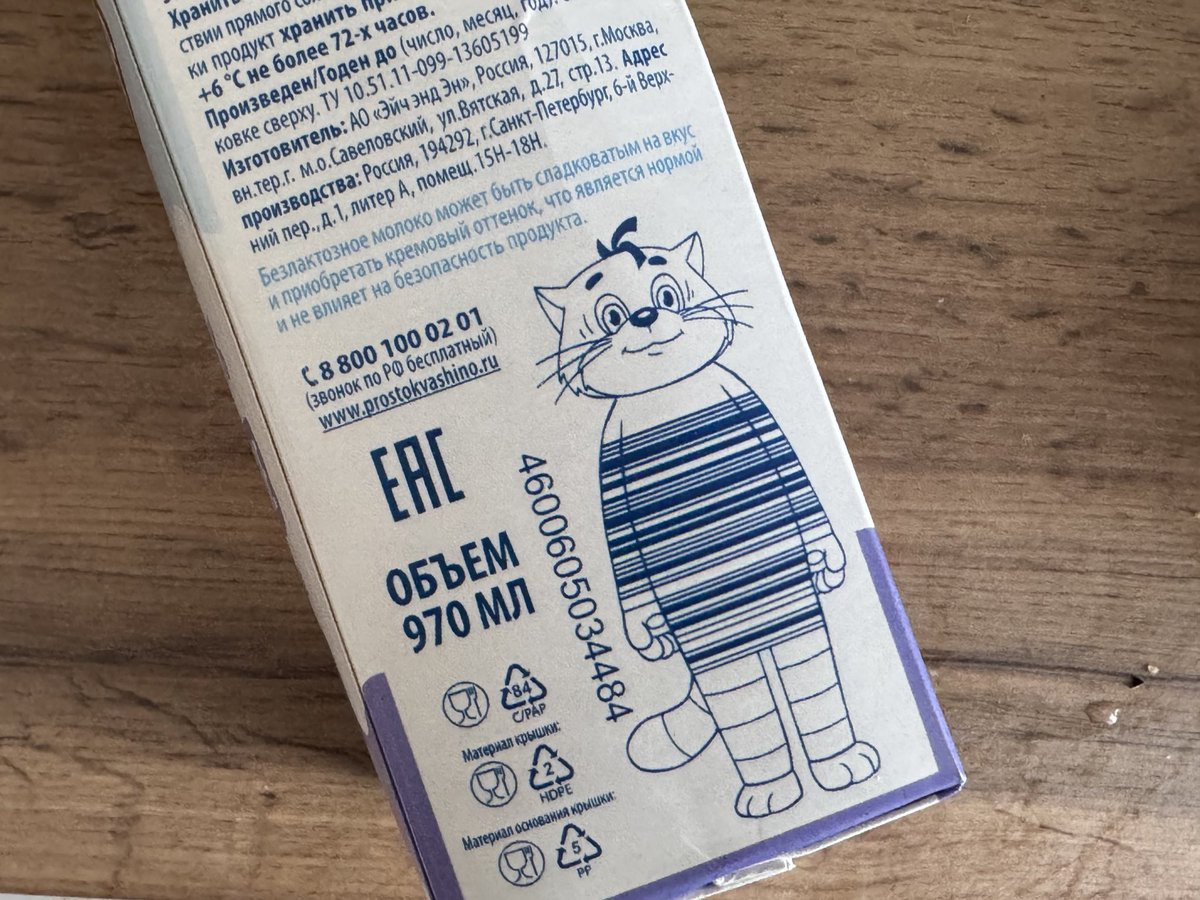 Хранить
ствии прямого
ки продукт хранить
+6 °С не более 72-х часов.
Произведен/Годен до (число, месяц, год):
ковке сверху. ТУ 10.51.11-099-13605199
Изготовитель: АО «Эйч энд Эн», Россия, 127015, г.Москва,
вн.тер.г. м.о.Савеловский, ул.Вятская, д.27, стр.13. Адрес
производства: Россия, 194292, г.Санкт-Петербург, 6-й Верх-
ний пер., д.1, литер А, помещ. 15Н-18Н.
Безлактозное молоко может быть сладковатым на вкус
и приобретать кремовый оттенок, что является нормой
и не влияет на безопасность продукта.
8 800 100 02 01
(звонок по РФ бесплатный)
www.prostokvashino.ru
EAC
ОБЪЕМ
970 МЛ
4600605034484
84
C/PAP
Материал крышки:
2
HDPE
Материал основания крышки:
5
PP